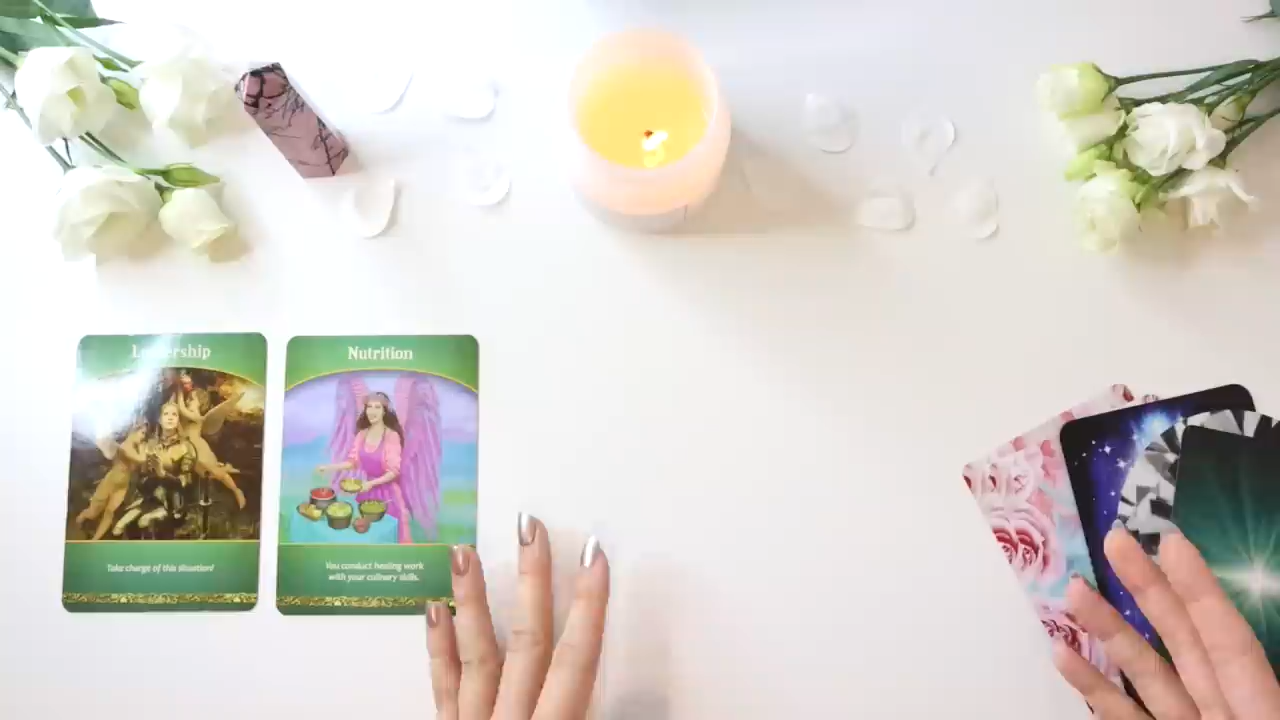 Leadership
Take charge of this situation!
Nutrition
You conduct healing work
with your culinary skills.